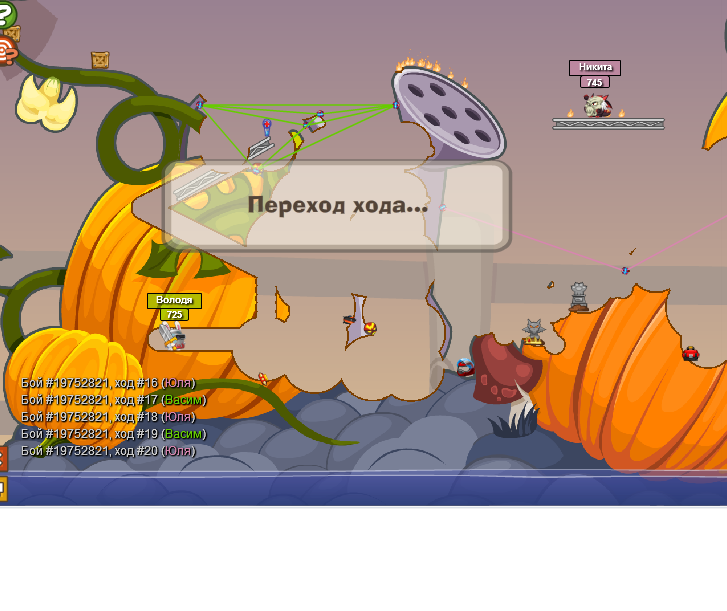 Никита
745
Переход хода...
Володя
725
Бой #19752821, ход #16 (Юля)
Бой #19752821, ход #17 (Васим)
Бой #19752821, ход #18 (Юля)
Бой #19752821, ход #19 (Васим)
Бой #19752821, ход #20 (Юля)